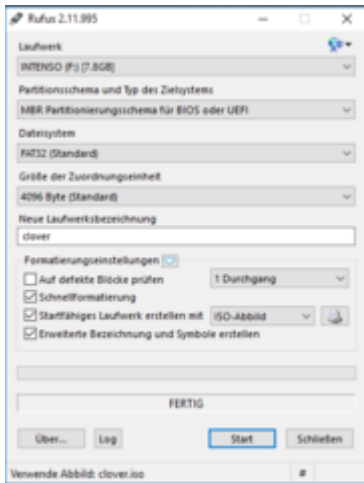 Rufus 2.11.995
Laufwerk
INTENSO (F:) [7.8GB]
Partitionsschema und Typ des Zielsystems
MBR Partitionierungsschema für BIOS oder UEFI
Dateisystem
FAT32 (Standard)
Größe der Zuordnungseinheit
4096 Byte (Standard)
Neue Laufwerksbezeichnung
clover
Formatierungseinstellungen
Auf defekte Blöcke prüfen 1 Durchgang
Schnellformatierung
Startfähiges Laufwerk erstellen mit ISO-Abbild
Erweiterte Bezeichnung und Symbole erstellen
FERTIG
Über... Log Start Schließen
Verwende Abbild: clover.iso #